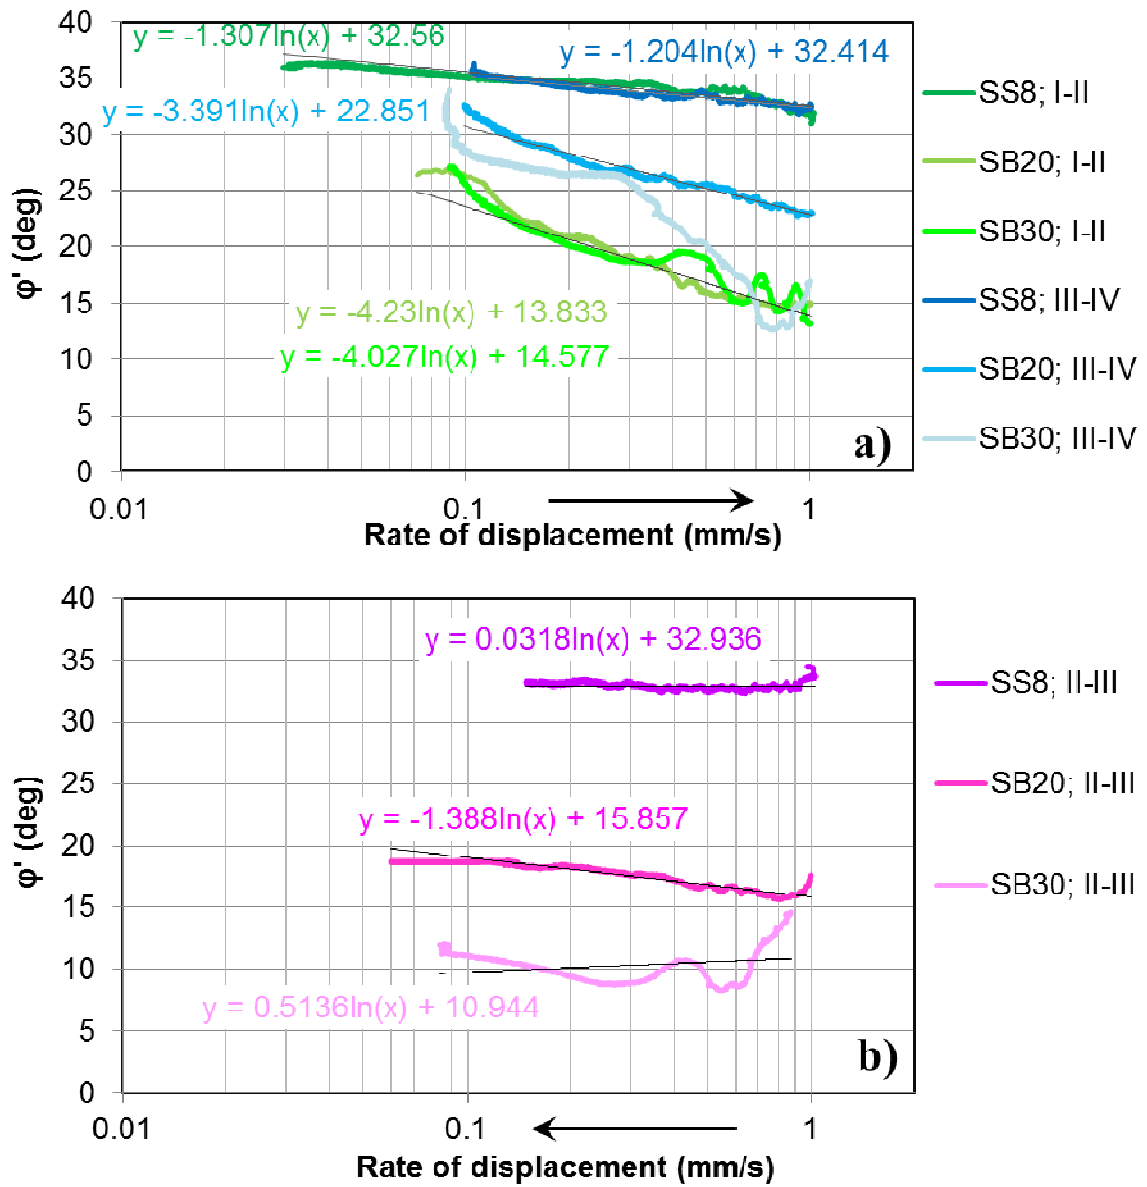 40
y = -1.307ln(x) + 32.56
y = -1.204ln(x) + 32.414
35
y = -3.391ln(x) + 22.851
30
25
20
15
10
5
0
φ' (deg)
y = -4.23ln(x) + 13.833
y = -4.027ln(x) + 14.577
a)
0.01
0.1
1
Rate of displacement (mm/s)
SS8; I-II
SB20; I-II
SB30; I-II
SS8; III-IV
SB20; III-IV
SB30; III-IV
40
35
30
25
20
15
10
5
0
φ' (deg)
y = 0.0318ln(x) + 32.936
y = -1.388ln(x) + 15.857
y = 0.5136ln(x) + 10.944
b)
0.01
0.1
1
Rate of displacement (mm/s)
SS8; II-III
SB20; II-III
SB30; II-III